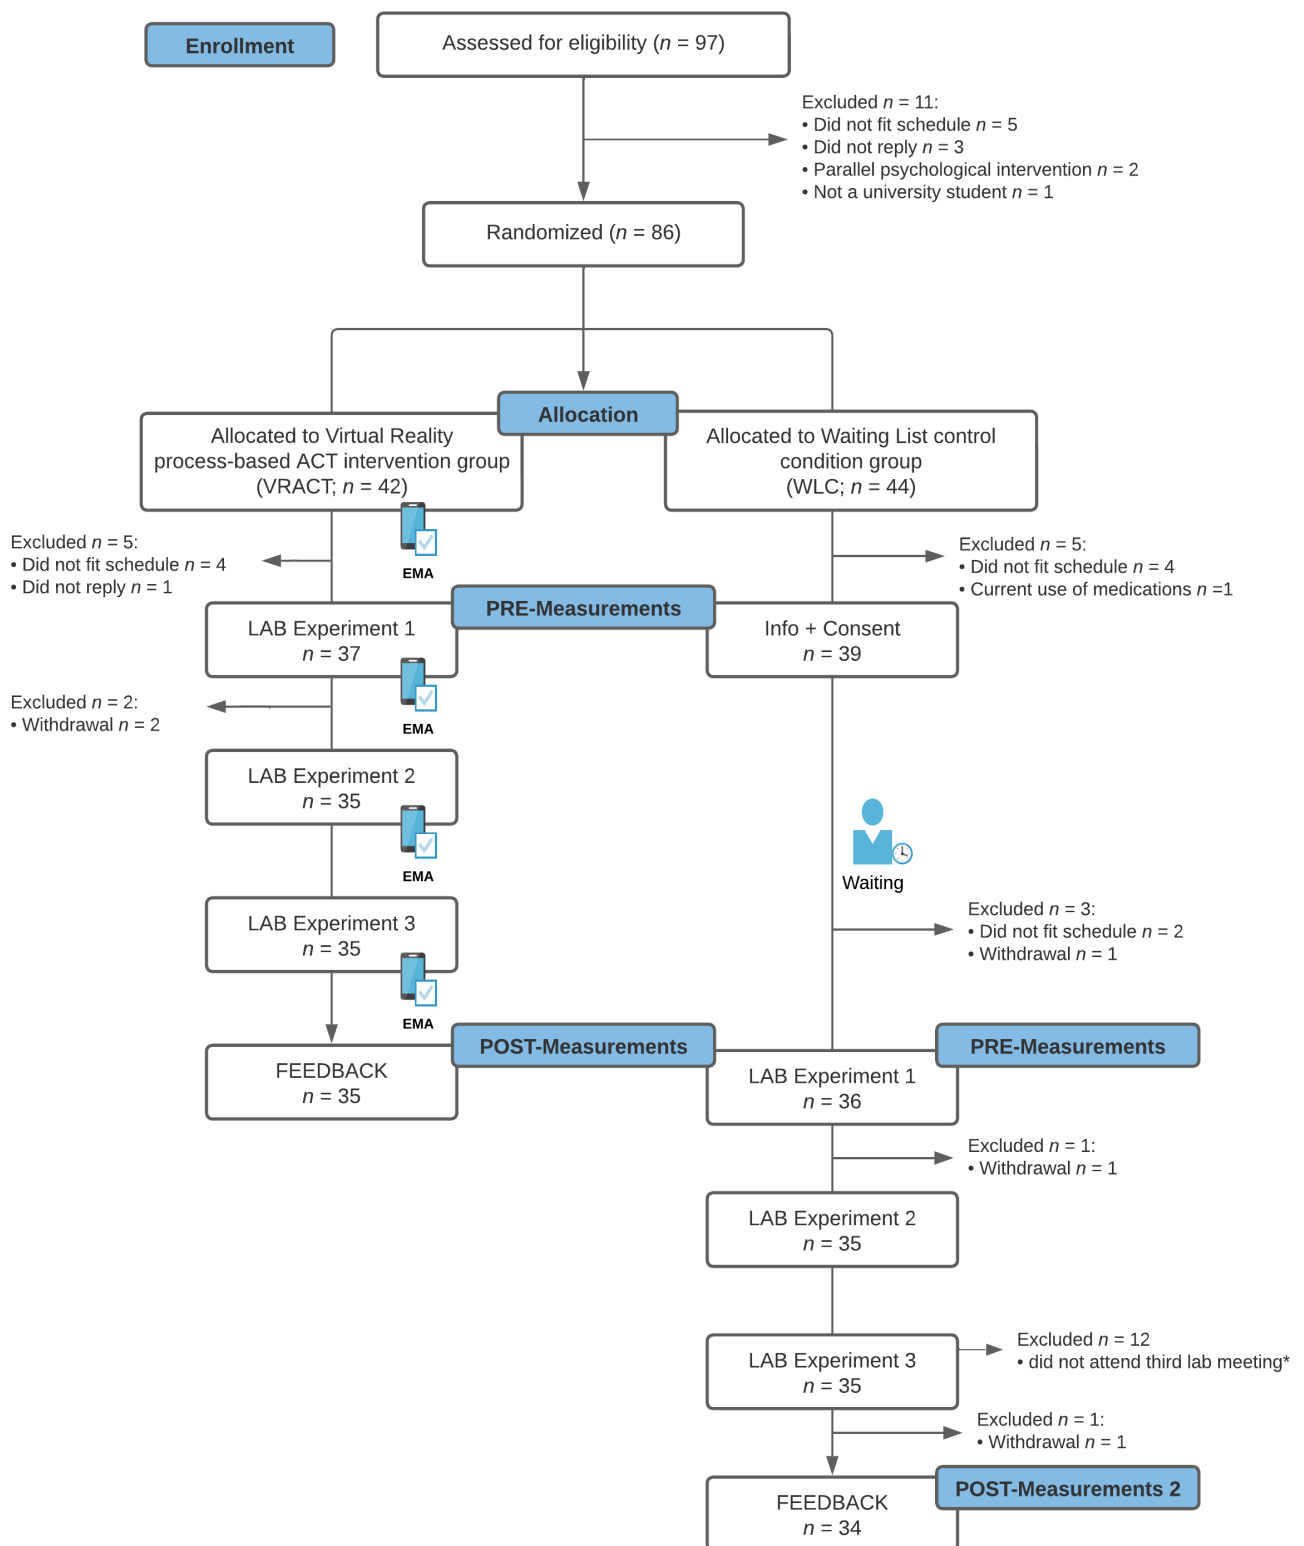 Enrollment
Assessed for eligibility (n = 97)
Excluded n = 11:
• Did not fit schedule n = 5
• Did not reply n = 3
• Parallel psychological intervention n = 2
• Not a university student n = 1
Randomized (n = 86)
Allocation
Allocated to Virtual Reality
process-based ACT intervention group
(VRACT; n = 42)
Allocated to Waiting List control
condition group
(WLC; n = 44)
EMA
Excluded n = 5:
• Did not fit schedule n = 4
• Did not reply n = 1
Excluded n = 5:
• Did not fit schedule n = 4
• Current use of medications n =1
PRE-Measurements
LAB Experiment 1
n = 37
Info + Consent
n = 39
EMA
Excluded n = 2:
• Withdrawal n = 2
LAB Experiment 2
n = 35
EMA
Waiting
LAB Experiment 3
n = 35
Excluded n = 3:
• Did not fit schedule n = 2
• Withdrawal n = 1
EMA
POST-Measurements
PRE-Measurements
FEEDBACK
n = 35
LAB Experiment 1
n = 36
Excluded n = 1:
• Withdrawal n = 1
LAB Experiment 2
n = 35
LAB Experiment 3
n = 35
Excluded n = 12
• did not attend third lab meeting*
Excluded n = 1:
• Withdrawal n = 1
POST-Measurements 2
FEEDBACK
n = 34